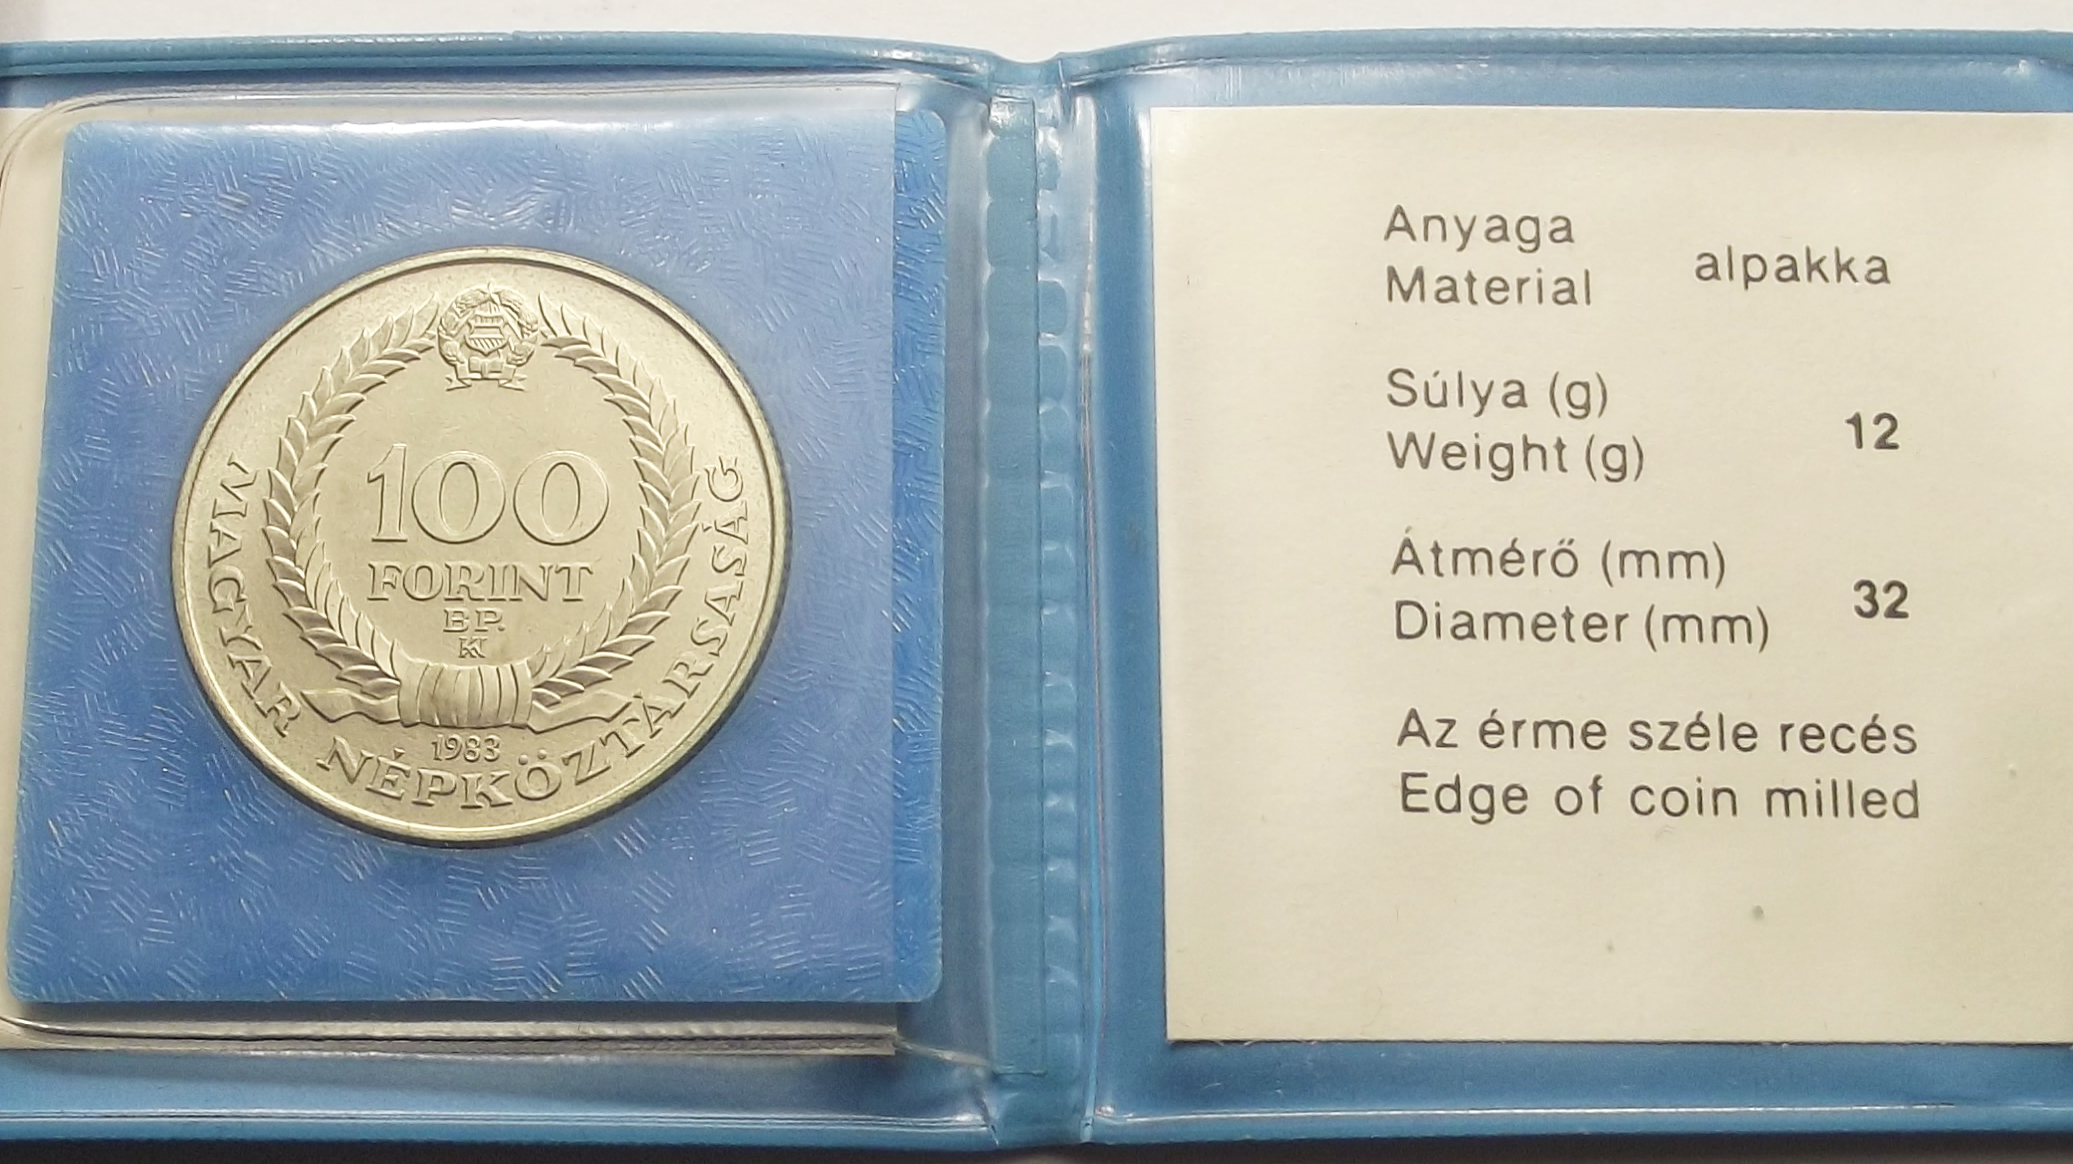 100
FORINT
BP.
KI
1983
MAGYAR NÉPKÖZTÁRSASÁG
Anyaga
Material
alpakka
Súlya (g)
Weight (g)
12
Átmérő (mm)
Diameter (mm)
32
Az érme széle recés
Edge of coin milled